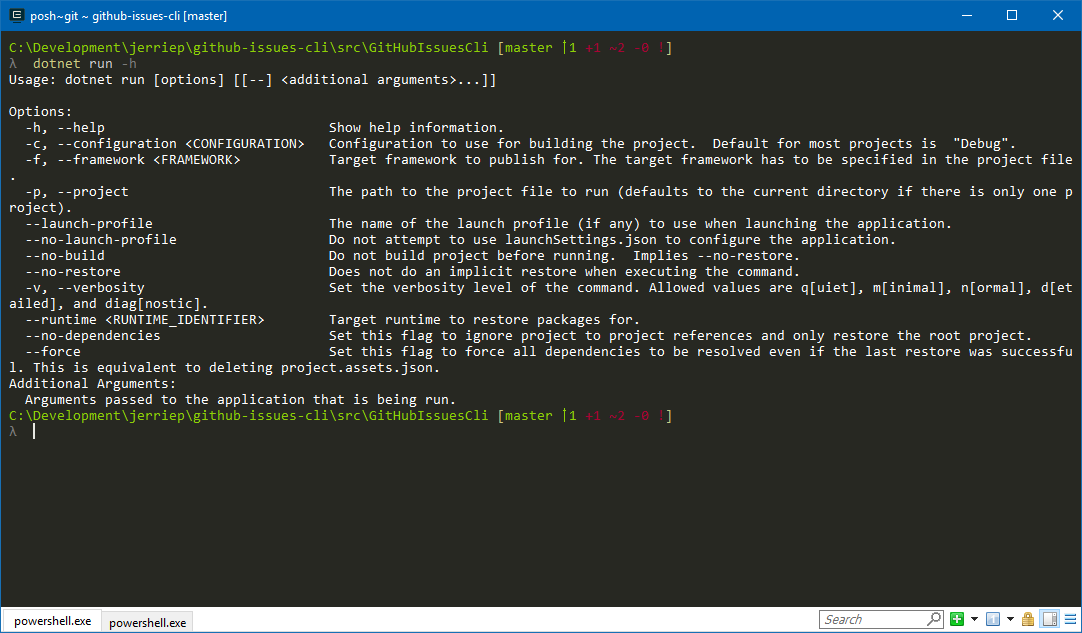 posh~git ~ github-issues-cli [master]
C:\Development\jerriep\github-issues-cli\src\GitHubIssuesCli [master ↑1 +1 ~2 -0 !]
λ  dotnet run -h
Usage: dotnet run [options] [[--] <additional arguments>...]]
Options:
  -h, --help                            Show help information.
  -c, --configuration <CONFIGURATION>   Configuration to use for building the project.  Default for most projects is  "Debug".
  -f, --framework <FRAMEWORK>           Target framework to publish for. The target framework has to be specified in the project file
.
  -p, --project                         The path to the project file to run (defaults to the current directory if there is only one p
roject).
  --launch-profile                      The name of the launch profile (if any) to use when launching the application.
  --no-launch-profile                   Do not attempt to use launchSettings.json to configure the application.
  --no-build                            Do not build project before running.  Implies --no-restore.
  --no-restore                          Does not do an implicit restore when executing the command.
  -v, --verbosity                       Set the verbosity level of the command. Allowed values are q[uiet], m[inimal], n[ormal], d[et
ailed], and diag[nostic].
  --runtime <RUNTIME_IDENTIFIER>        Target runtime to restore packages for.
  --no-dependencies                     Set this flag to ignore project to project references and only restore the root project.
  --force                               Set this flag to force all dependencies to be resolved even if the last restore was successfu
l. This is equivalent to deleting project.assets.json.
Additional Arguments:
  Arguments passed to the application that is being run.
C:\Development\jerriep\github-issues-cli\src\GitHubIssuesCli [master ↑1 +1 ~2 -0 !]
λ
powershell.exe powershell.exe Search